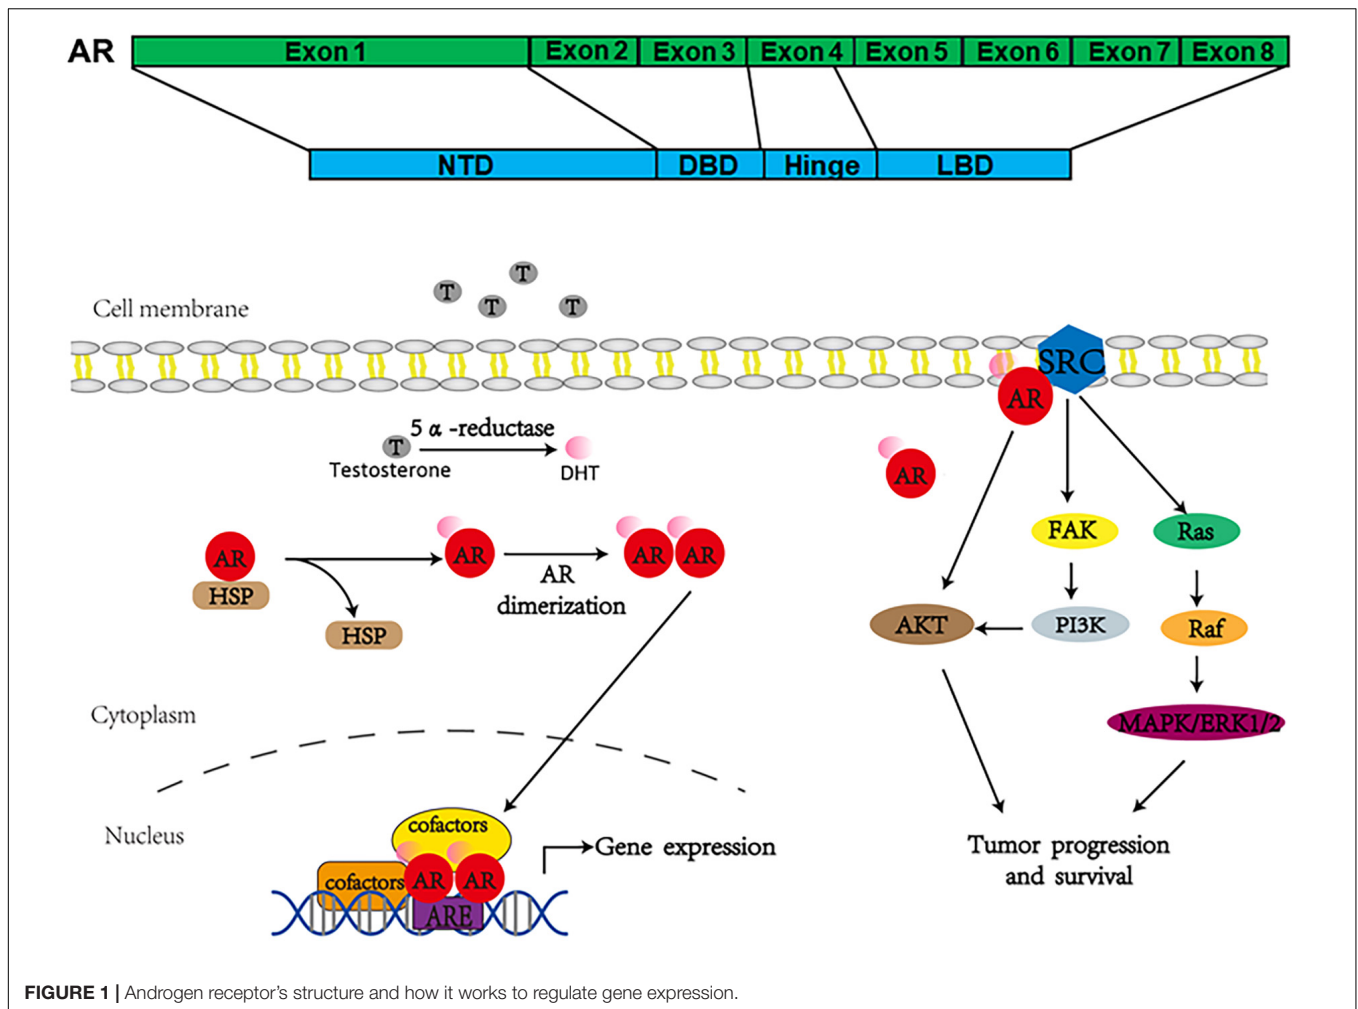 AR
Exon 1 Exon 2 Exon 3 Exon 4 Exon 5 Exon 6 Exon 7 Exon 8
NTD DBD Hinge LBD
T
T
T
T
Cell membrane
SRC
AR
5 α -reductase
T
Testosterone
DHT
AR
AR
HSP
HSP
AR
AR
dimerization
AR AR
FAK
Ras
AKT
PI3K
Raf
MAPK/ERK1/2
Cytoplasm
Nucleus
cofactors
cofactors
AR AR
ARE
Gene expression
Tumor progression
and survival
FIGURE 1 | Androgen receptor's structure and how it works to regulate gene expression.